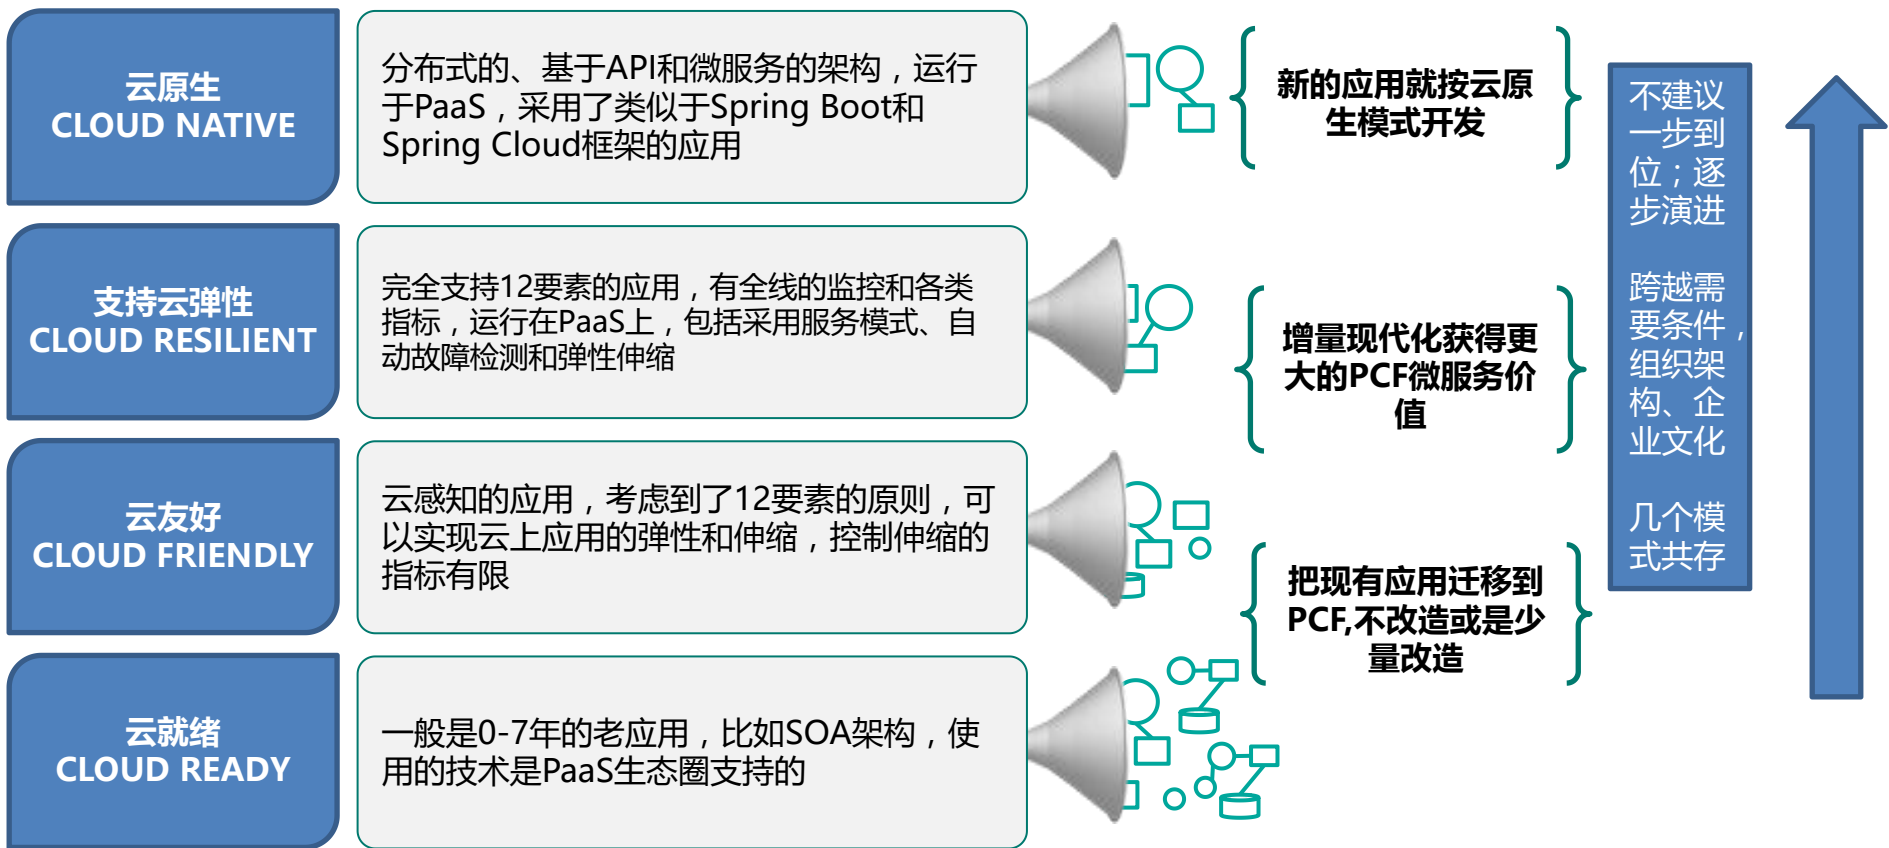 云原生
CLOUD NATIVE
分布式的、基于API和微服务的架构，运行
于PaaS，采用了类似于Spring Boot和
Spring Cloud框架的应用
新的应用就按云原
生模式开发
支持云弹性
CLOUD RESILIENT
完全支持12要素的应用，有全线的监控和各类
指标，运行在PaaS上，包括采用服务模式、自
动故障检测和弹性伸缩
增量现代化获得更
大的PCF微服务价
值
云友好
CLOUD FRIENDLY
云感知的应用，考虑到了12要素的原则，可
以实现云上应用的弹性和伸缩，控制伸缩的
指标有限
把现有应用迁移到
PCF,不改造或是少
量改造
云就绪
CLOUD READY
一般是0-7年的老应用，比如SOA架构，使
用的技术是PaaS生态圈支持的
不建议
一步到
位；逐
步演进
跨越需
要条件，
组织架
构、企
业文化
几个模
式共存